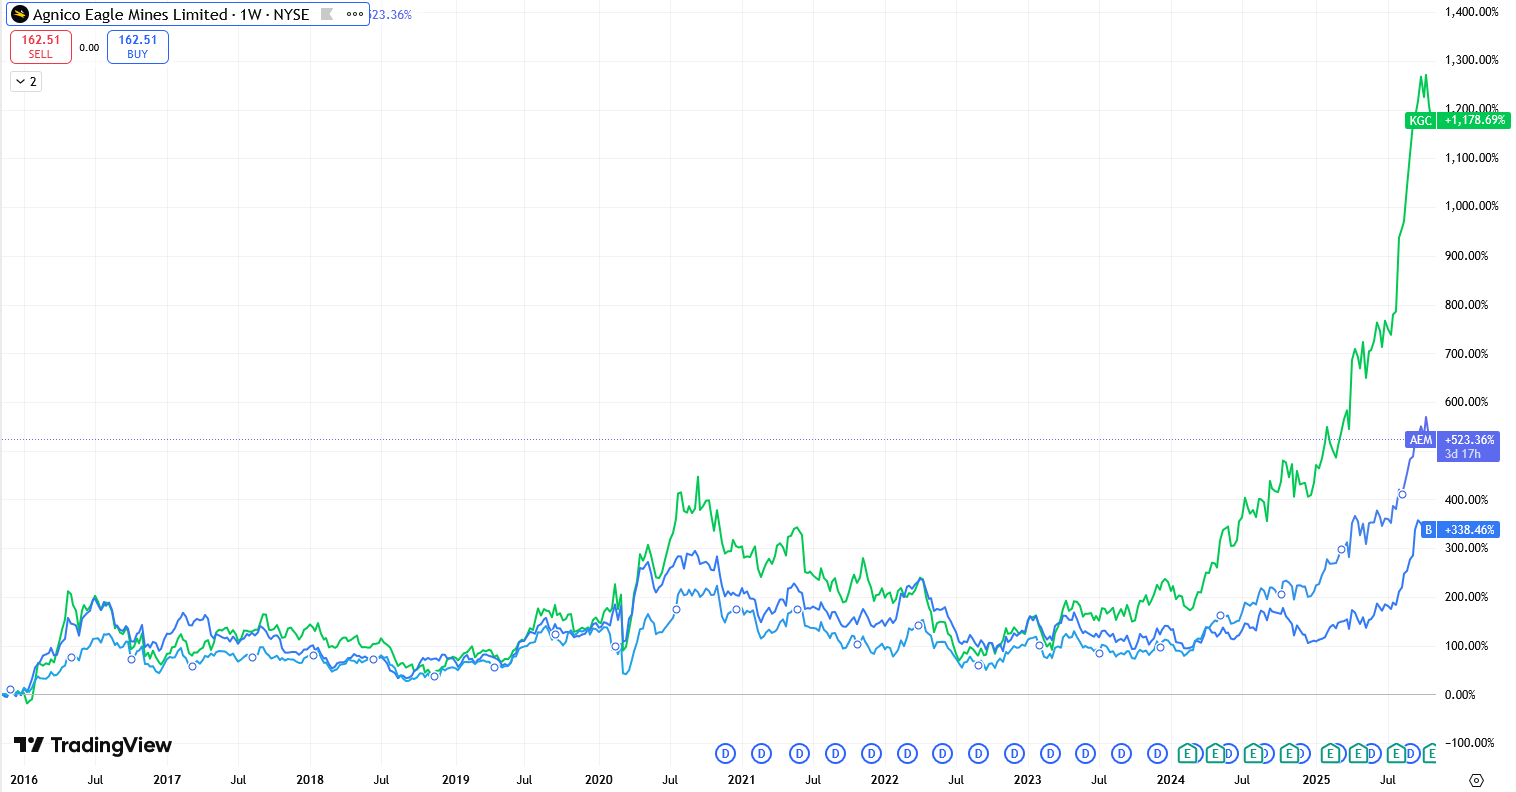 Agnico Eagle Mines Limited · 1W · NYSE ••• 523.36%
162.51 0.00 162.51
SELL BUY
2
1,400.00%
1,300.00%
1,200.00%
KGC +1,178.69%
1,100.00%
1,000.00%
900.00%
800.00%
700.00%
600.00%
AEM +523.36%
3d 17h
400.00%
B +338.46%
300.00%
200.00%
100.00%
0.00%
-100.00%
TradingView
D D D D D D D D D D D D D E E D E D E D E E D E D E
2016 Jul 2017 Jul 2018 Jul 2019 Jul 2020 Jul 2021 Jul 2022 Jul 2023 Jul 2024 Jul 2025 Jul